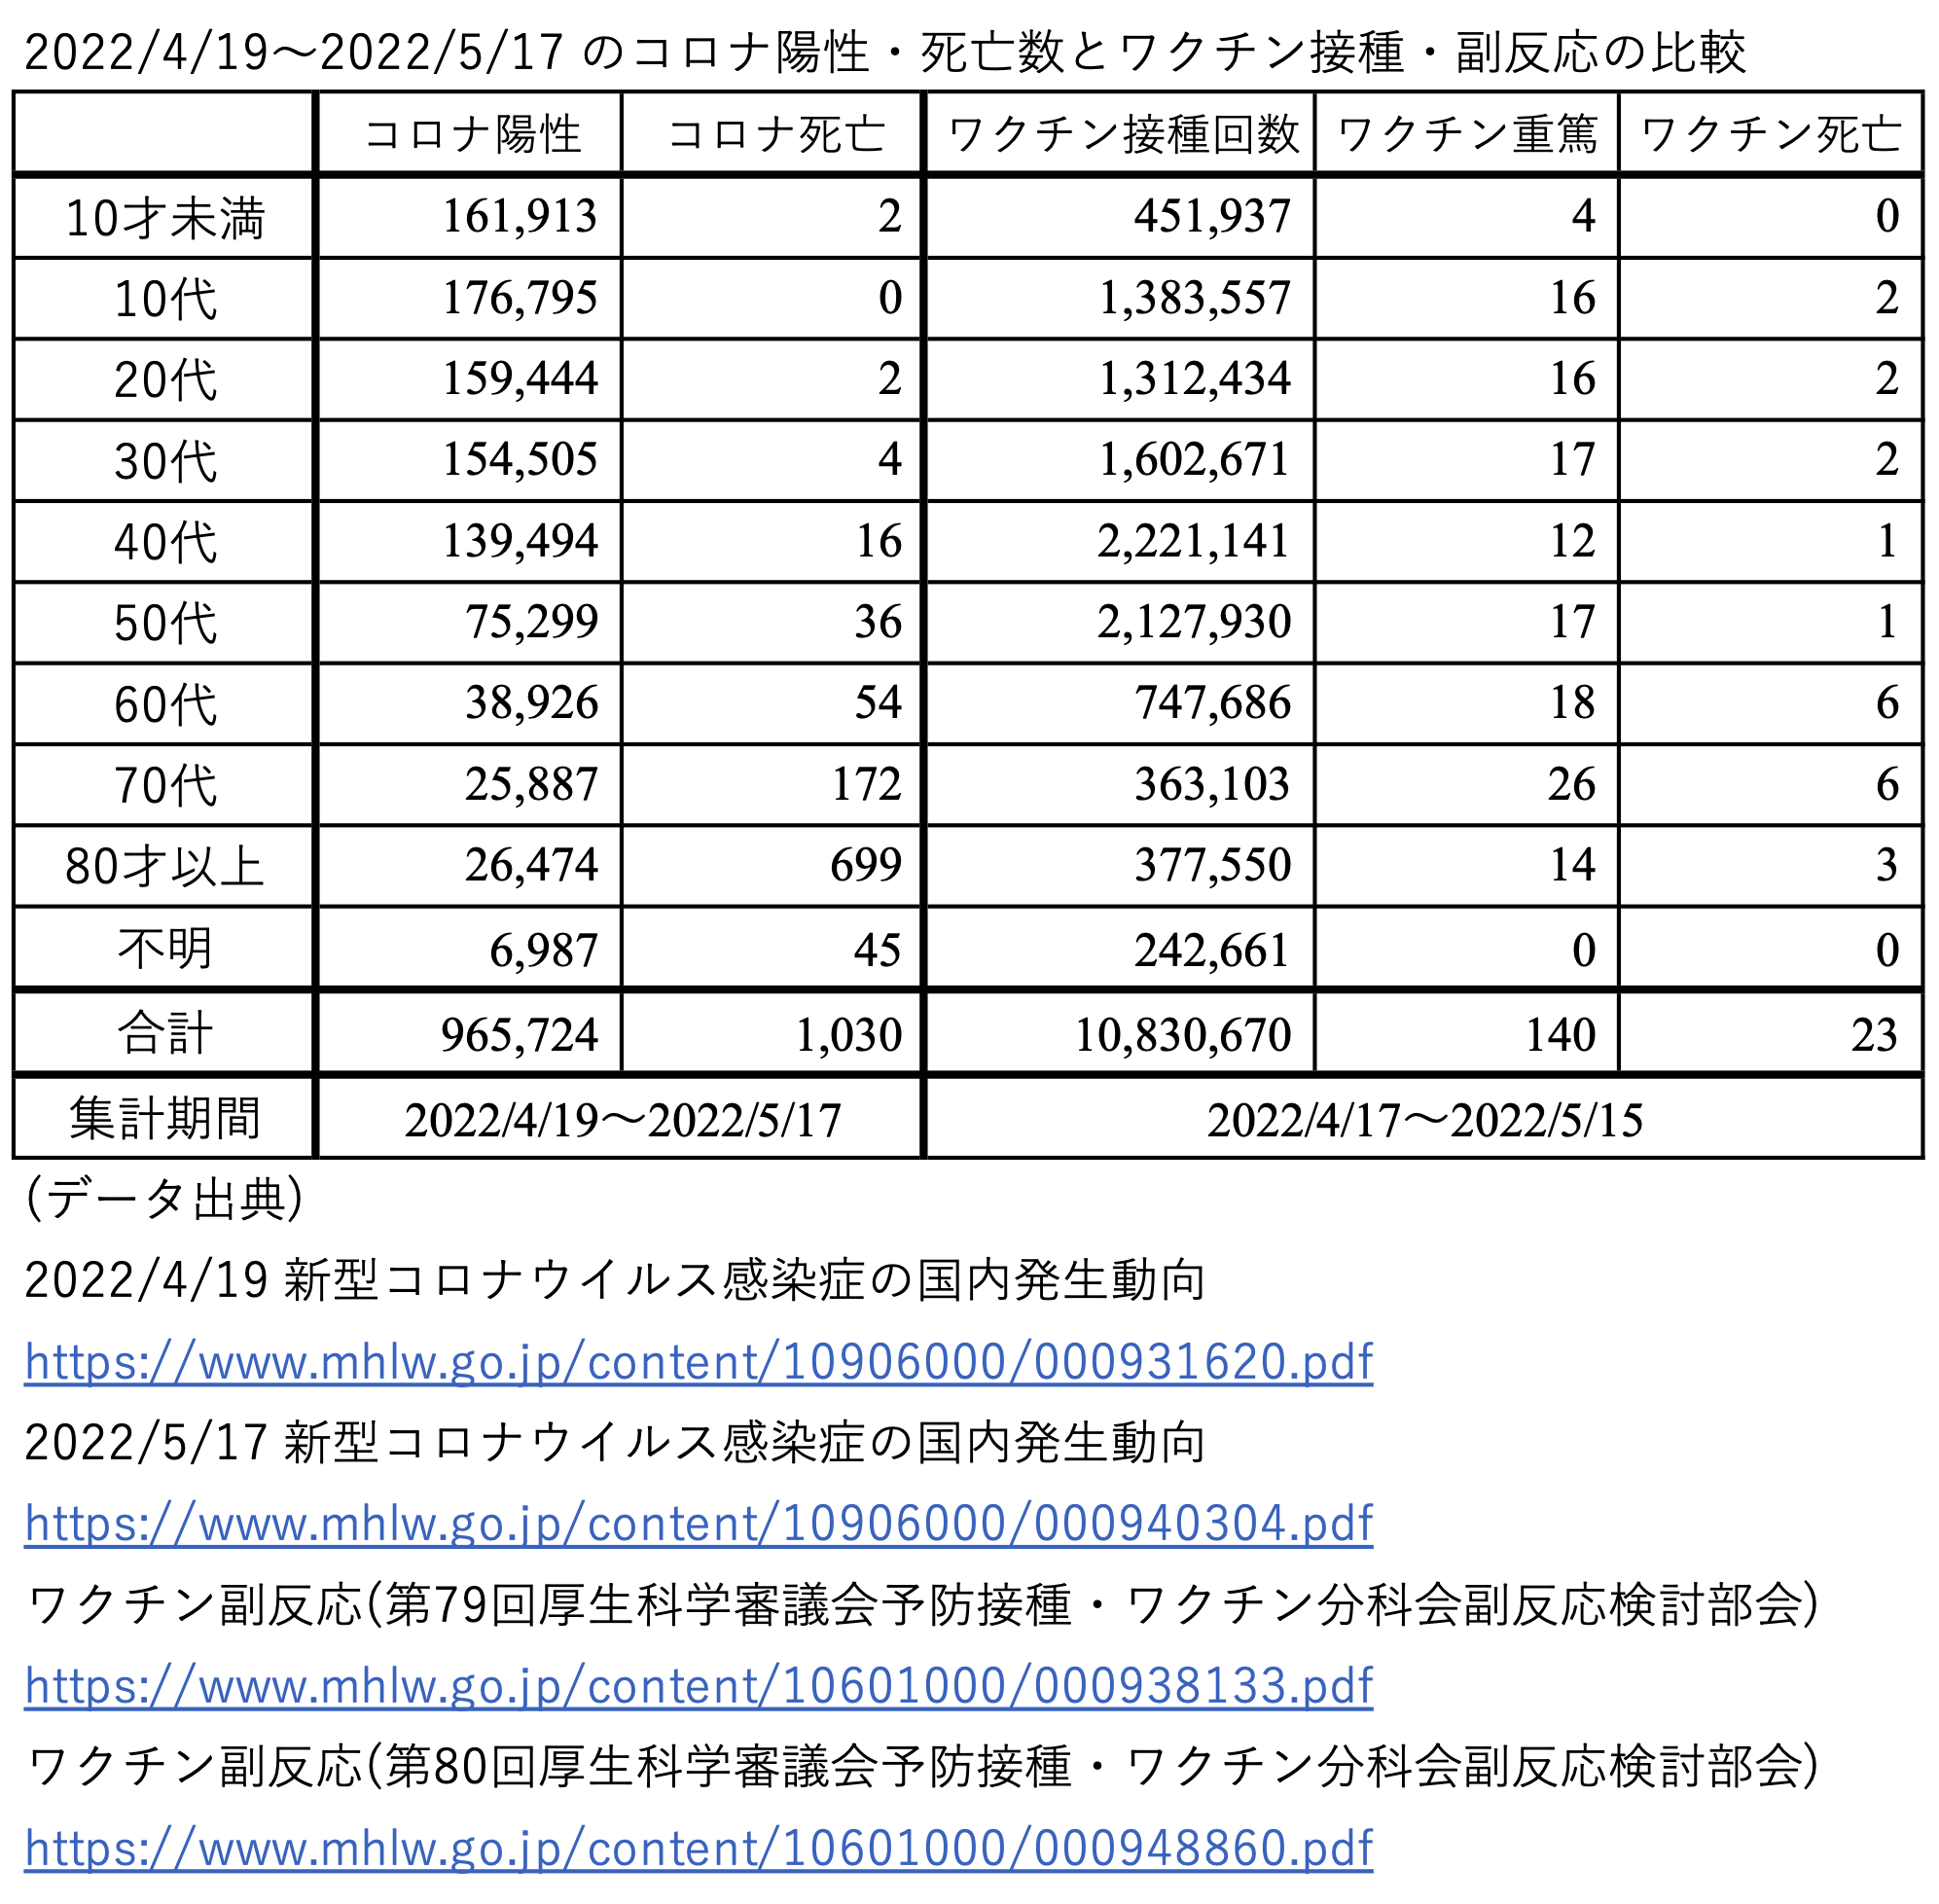 2022/4/19～2022/5/17 のコロナ陽性・死亡数とワクチン接種・副反応の比較
コロナ陽性 コロナ死亡 ワクチン接種回数 ワクチン重篤 ワクチン死亡
10才未満 161,913 2 451,937 4 0
10代 176,795 0 1,383,557 16 2
20代 159,444 2 1,312,434 16 2
30代 154,505 4 1,602,671 17 2
40代 139,494 16 2,221,141 12 1
50代 75,299 36 2,127,930 17 1
60代 38,926 54 747,686 18 6
70代 25,887 172 363,103 26 6
80才以上 26,474 699 377,550 14 3
不明 6,987 45 242,661 0 0
合計 965,724 1,030 10,830,670 140 23
集計期間 2022/4/19～2022/5/17 2022/4/17～2022/5/15
(データ出典)
2022/4/19 新型コロナウイルス感染症の国内発生動向
https://www.mhlw.go.jp/content/10906000/000931620.pdf
2022/5/17 新型コロナウイルス感染症の国内発生動向
https://www.mhlw.go.jp/content/10906000/000940304.pdf
ワクチン副反応(第79回厚生科学審議会予防接種・ワクチン分科会副反応検討部会)
https://www.mhlw.go.jp/content/10601000/000938133.pdf
ワクチン副反応(第80回厚生科学審議会予防接種・ワクチン分科会副反応検討部会)
https://www.mhlw.go.jp/content/10601000/000948860.pdf